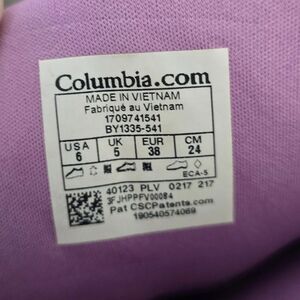 Columbia.com
MADE IN VIETNAM
Fabriqué au Vietnam
1709741541
BY1335-541
USA UK EUR CM
6 5 38 24
ECA-5
40123 PLV 0217 217
3FJHPPFV00084
Pat CSCPatents.com
190540574069